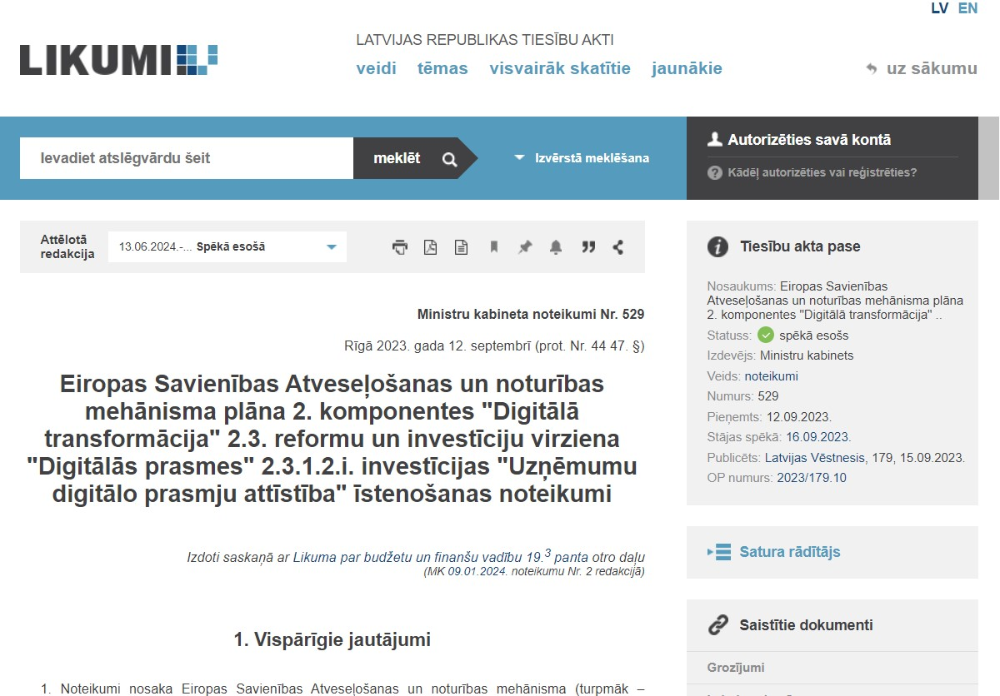 LV EN
LIKUMI
LATVIJAS REPUBLIKAS TIESĪBU AKTI
veidi tēmas visvairāk skatītie jaunākie
uz sākumu
Ievadiet atslēgvārdu šeit
meklēt
Izvērstā meklēšana
Autorizēties savā kontā
Kādēļ autorizēties vai reģistrēties?
Attēlotā
redakcija
13.06.2024.-... Spēkā esošā
Ministru kabineta noteikumi Nr. 529
Rīgā 2023. gada 12. septembrī (prot. Nr. 44 47. §)
Eiropas Savienības Atveseļošanas un noturības
mehānisma plāna 2. komponentes "Digitālā
transformācija" 2.3. reformu un investīciju virziena
"Digitālās prasmes" 2.3.1.2.i. investīcijas "Uzņēmumu
digitālo prasmju attīstība" īstenošanas noteikumi
Izdoti saskaņā ar Likuma par budžetu un finanšu vadību 19.³ panta otro daļu
(MK 09.01.2024. noteikumu Nr. 2 redakcijā)
1. Vispārīgie jautājumi
1. Noteikumi nosaka Eiropas Savienības Atveseļošanas un noturības mehānisma (turpmāk –
Tiesību akta pase
Nosaukums: Eiropas Savienības
Atveseļošanas un noturības mehānisma plāna
2. komponentes "Digitālā transformācija" ..
Statuss: spēkā esošs
Izdevējs: Ministru kabinets
Veids: noteikumi
Numurs: 529
Pieņemts: 12.09.2023.
Stājas spēkā: 16.09.2023.
Publicēts: Latvijas Vēstnesis, 179, 15.09.2023.
OP numurs: 2023/179.10
Satura rādītājs
Saistītie dokumenti
Grozījumi